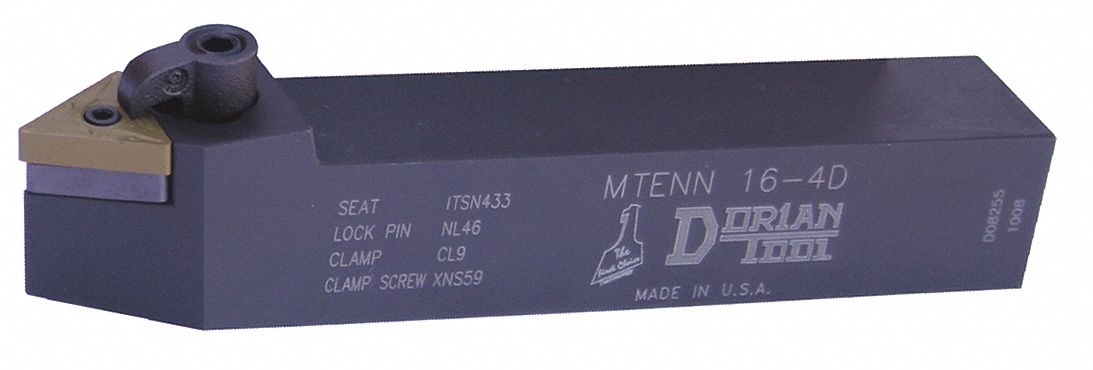 SEAT ITSN433
LOCK PIN NL46
CLAMP CL9
CLAMP SCREW XNS59
MTENN 16-4D
The
DORIAN
TOOL
MADE IN U.S.A.
D08255
1008